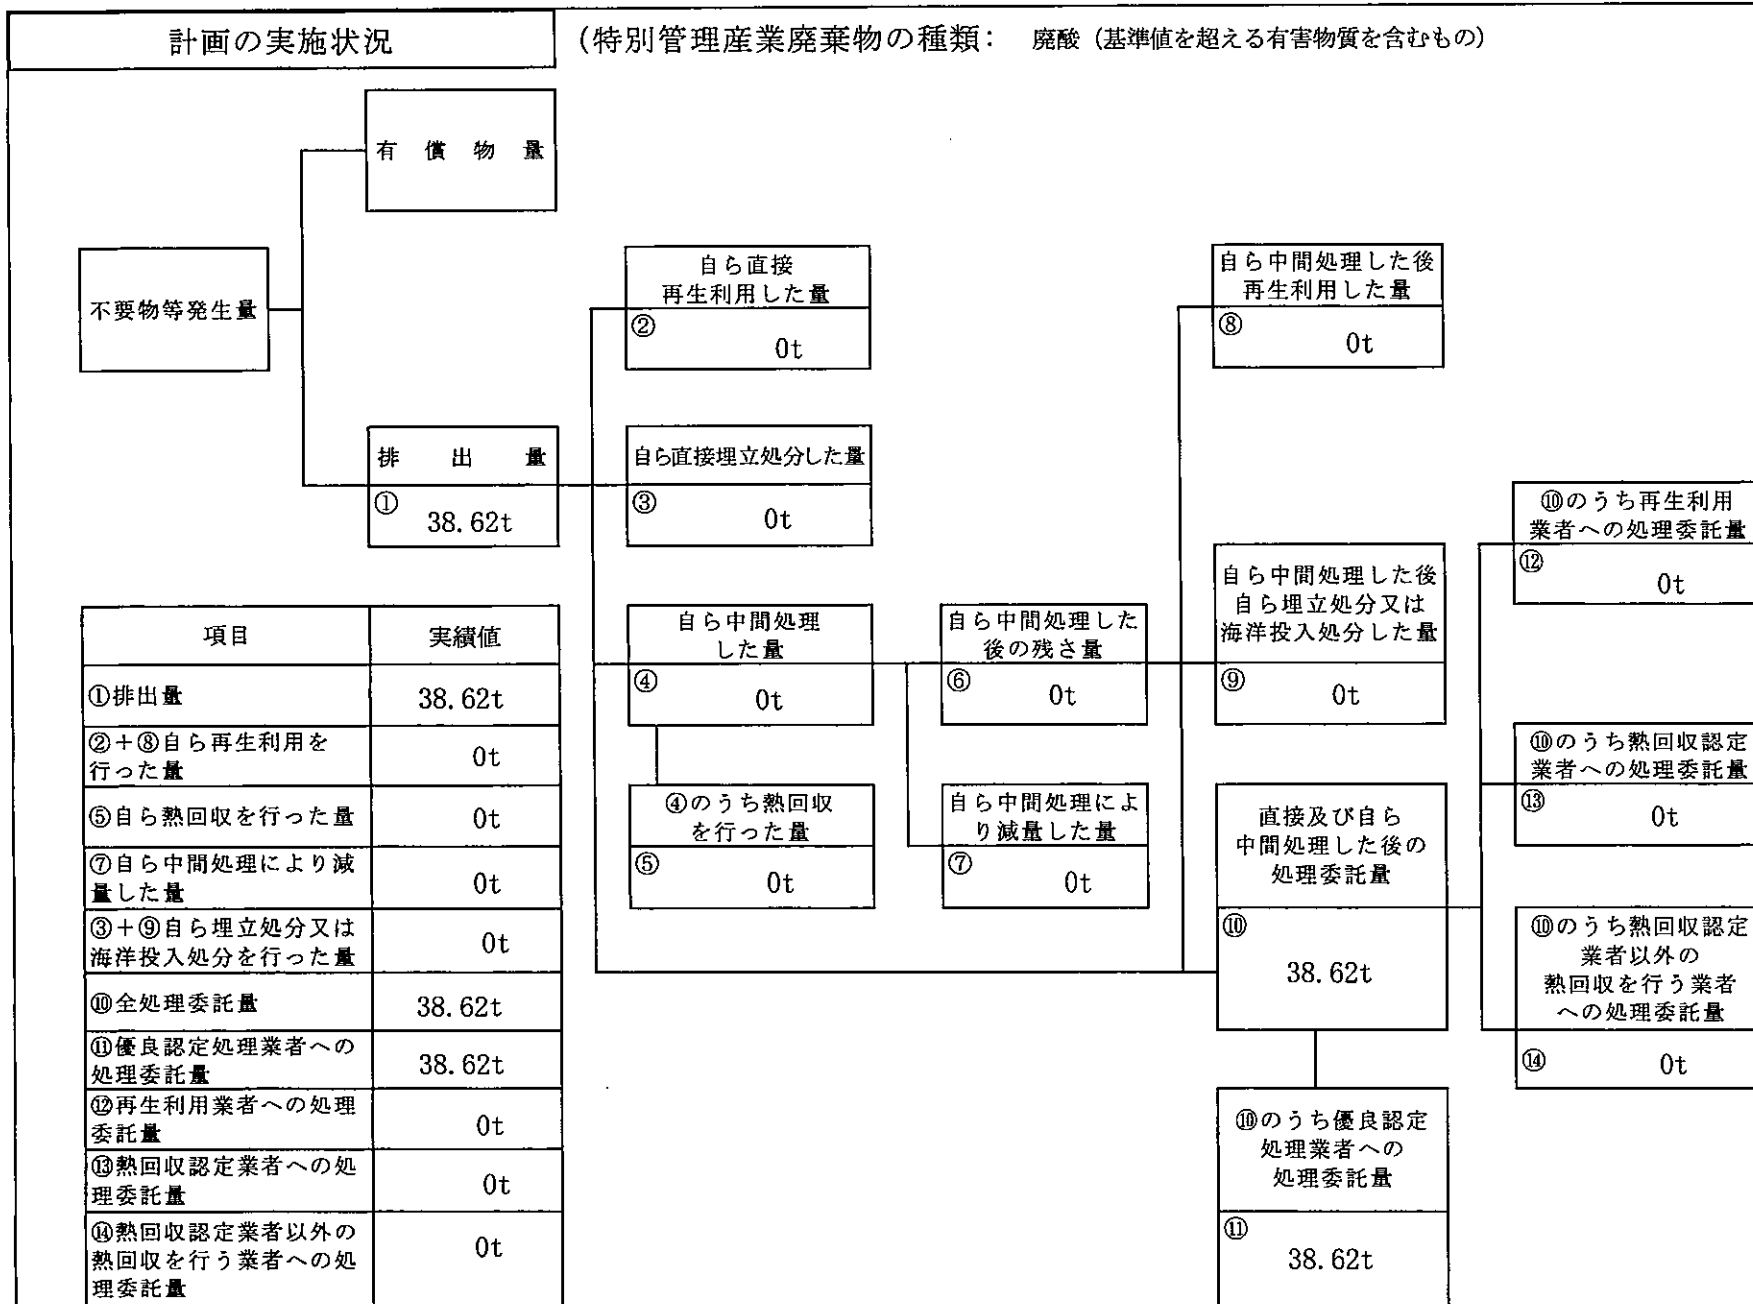 計画の実施状況
(特別管理産業廃棄物の種類： 廃酸（基準値を超える有害物質を含むもの）
有償物量
不要物等発生量
排出量
①
38.62t
自ら直接
再生利用した量
②
0t
自ら直接埋立処分した量
③
0t
自ら中間処理
した量
④
0t
④のうち熱回収
を行った量
⑤
0t
自ら中間処理した
後の残さ量
⑥
0t
自ら中間処理によ
り減量した量
⑦
0t
自ら中間処理した後
再生利用した量
⑧
0t
自ら中間処理した後
自ら埋立処分又は
海洋投入処分した量
⑨
0t
直接及び自ら
中間処理した後の
処理委託量
⑩
38.62t
⑩のうち優良認定
処理業者への
処理委託量
⑪
38.62t
⑩のうち再生利用
業者への処理委託量
⑫
0t
⑩のうち熱回収認定
業者への処理委託量
⑬
0t
⑩のうち熱回収認定
業者以外の
熱回収を行う業者
への処理委託量
⑭
0t
項目 実績値
①排出量 38.62t
②＋⑧自ら再生利用を
行った量 0t
⑤自ら熱回収を行った量 0t
⑦自ら中間処理により減
量した量 0t
③＋⑨自ら埋立処分又は
海洋投入処分を行った量 0t
⑩全処理委託量 38.62t
⑪優良認定処理業者への
処理委託量 38.62t
⑫再生利用業者への処理
委託量 0t
⑬熱回収認定業者への処
理委託量 0t
⑭熱回収認定業者以外の
熱回収を行う業者への処
理委託量 0t